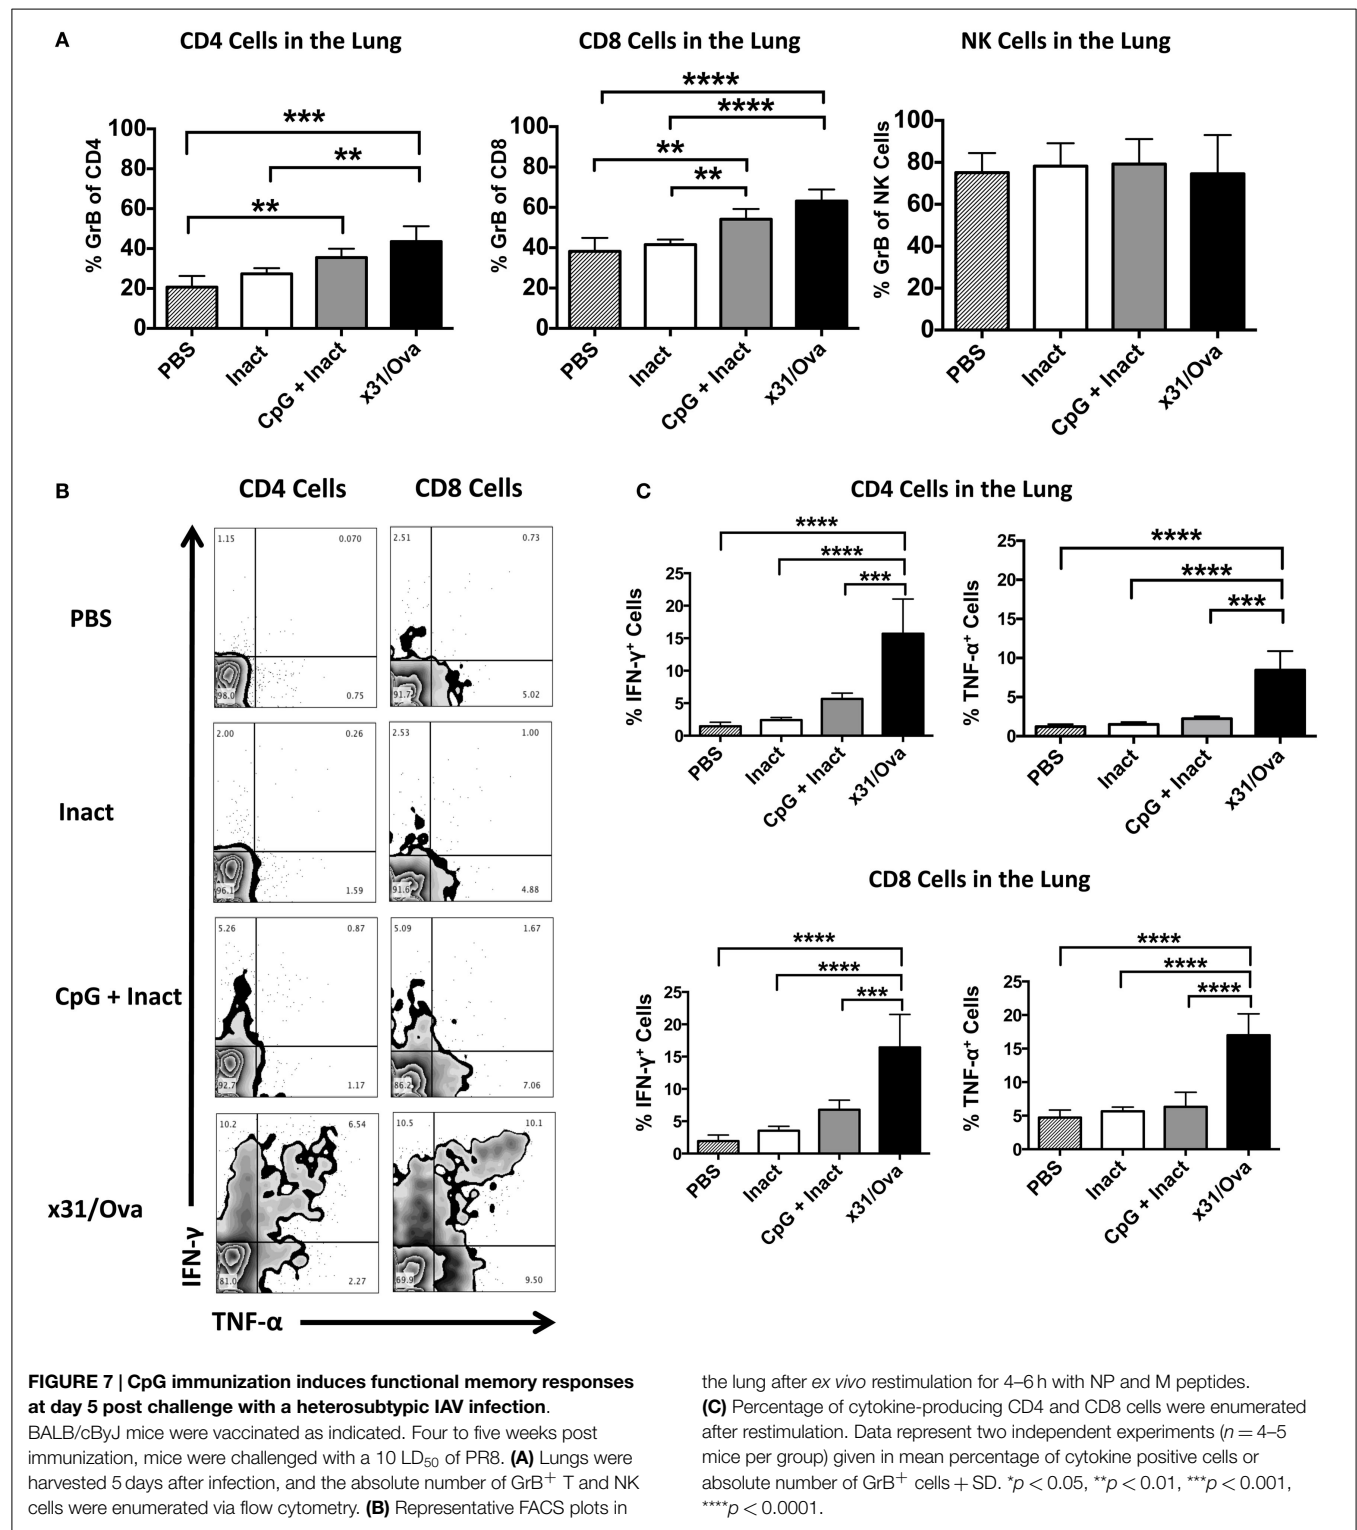 A
CD4 Cells in the Lung
CD8 Cells in the Lung
NK Cells in the Lung
% GrB of CD4
100
80
60
40
20
0
***
**
**
PBS
Inact
CpG + Inact
x31/Ova
% GrB of CD8
100
80
60
40
20
0
****
****
**
**
PBS
Inact
CpG + Inact
x31/Ova
% GrB of NK Cells
100
80
60
40
20
0
PBS
Inact
CpG + Inact
x31/Ova
B
CD4 Cells
CD8 Cells
PBS
1.15
0.070
98.0
0.75
2.51
0.73
91.7
5.02
Inact
2.00
0.26
96.1
1.59
2.53
1.00
91.6
4.88
CpG + Inact
5.26
0.87
92.7
1.17
5.09
1.67
86.2
7.06
x31/Ova
10.2
6.54
81.0
2.27
10.5
10.1
69.9
9.50
IFN-γ
TNF-α
C
CD4 Cells in the Lung
% IFN-γ+ Cells
25
20
15
10
5
0
****
****
***
PBS
Inact
CpG + Inact
x31/Ova
% TNF-α+ Cells
25
20
15
10
5
0
****
****
***
PBS
Inact
CpG + Inact
x31/Ova
CD8 Cells in the Lung
% IFN-γ+ Cells
25
20
15
10
5
0
****
****
***
PBS
Inact
CpG + Inact
x31/Ova
% TNF-α+ Cells
25
20
15
10
5
0
****
****
****
PBS
Inact
CpG + Inact
x31/Ova
FIGURE 7 | CpG immunization induces functional memory responses
at day 5 post challenge with a heterosubtypic IAV infection.
BALB/cByJ mice were vaccinated as indicated. Four to five weeks post
immunization, mice were challenged with a 10 LD50 of PR8. (A) Lungs were
harvested 5 days after infection, and the absolute number of GrB+ T and NK
cells were enumerated via flow cytometry. (B) Representative FACS plots in
the lung after ex vivo restimulation for 4–6 h with NP and M peptides.
(C) Percentage of cytokine-producing CD4 and CD8 cells were enumerated
after restimulation. Data represent two independent experiments (n = 4–5
mice per group) given in mean percentage of cytokine positive cells or
absolute number of GrB+ cells + SD. *p < 0.05, **p < 0.01, ***p < 0.001,
****p < 0.0001.